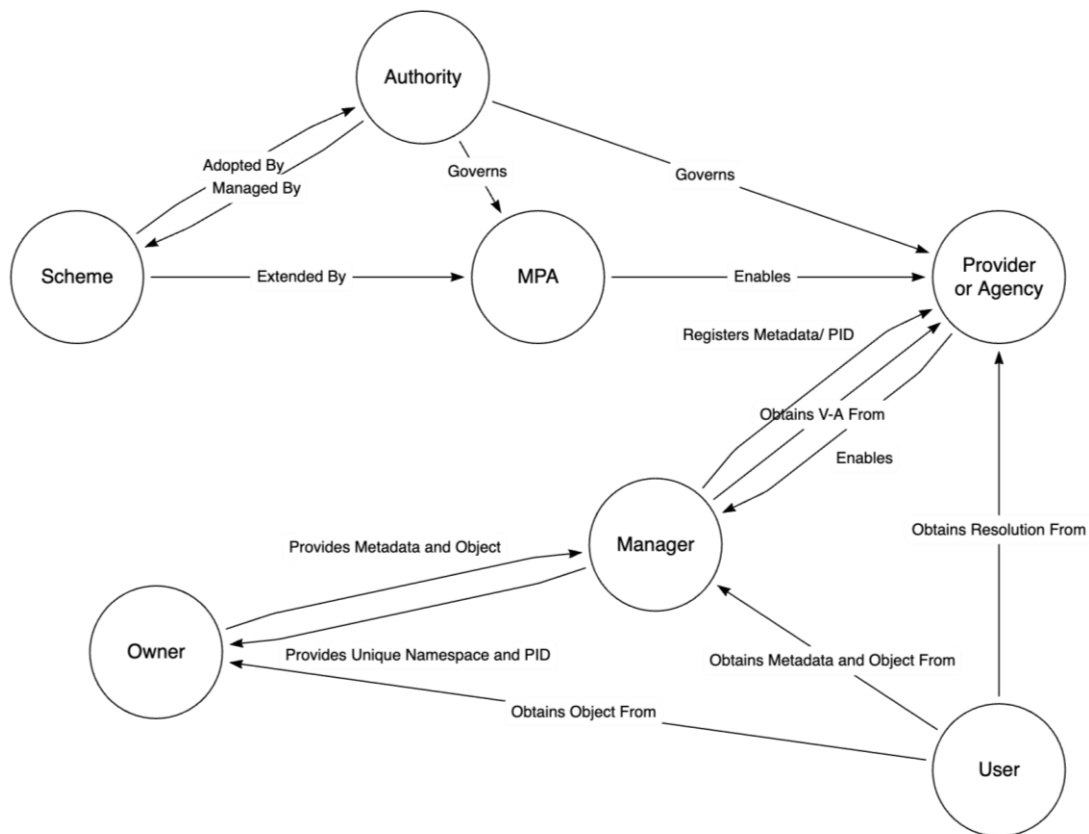 Authority
Adopted By
Managed By
Governs
Governs
Scheme
Extended By
MPA
Enables
Provider
or Agency
Registers Metadata/ PID
Obtains V-A From
Enables
Obtains Resolution From
Manager
Provides Metadata and Object
Owner
Provides Unique Namespace and PID
Obtains Metadata and Object From
Obtains Object From
User